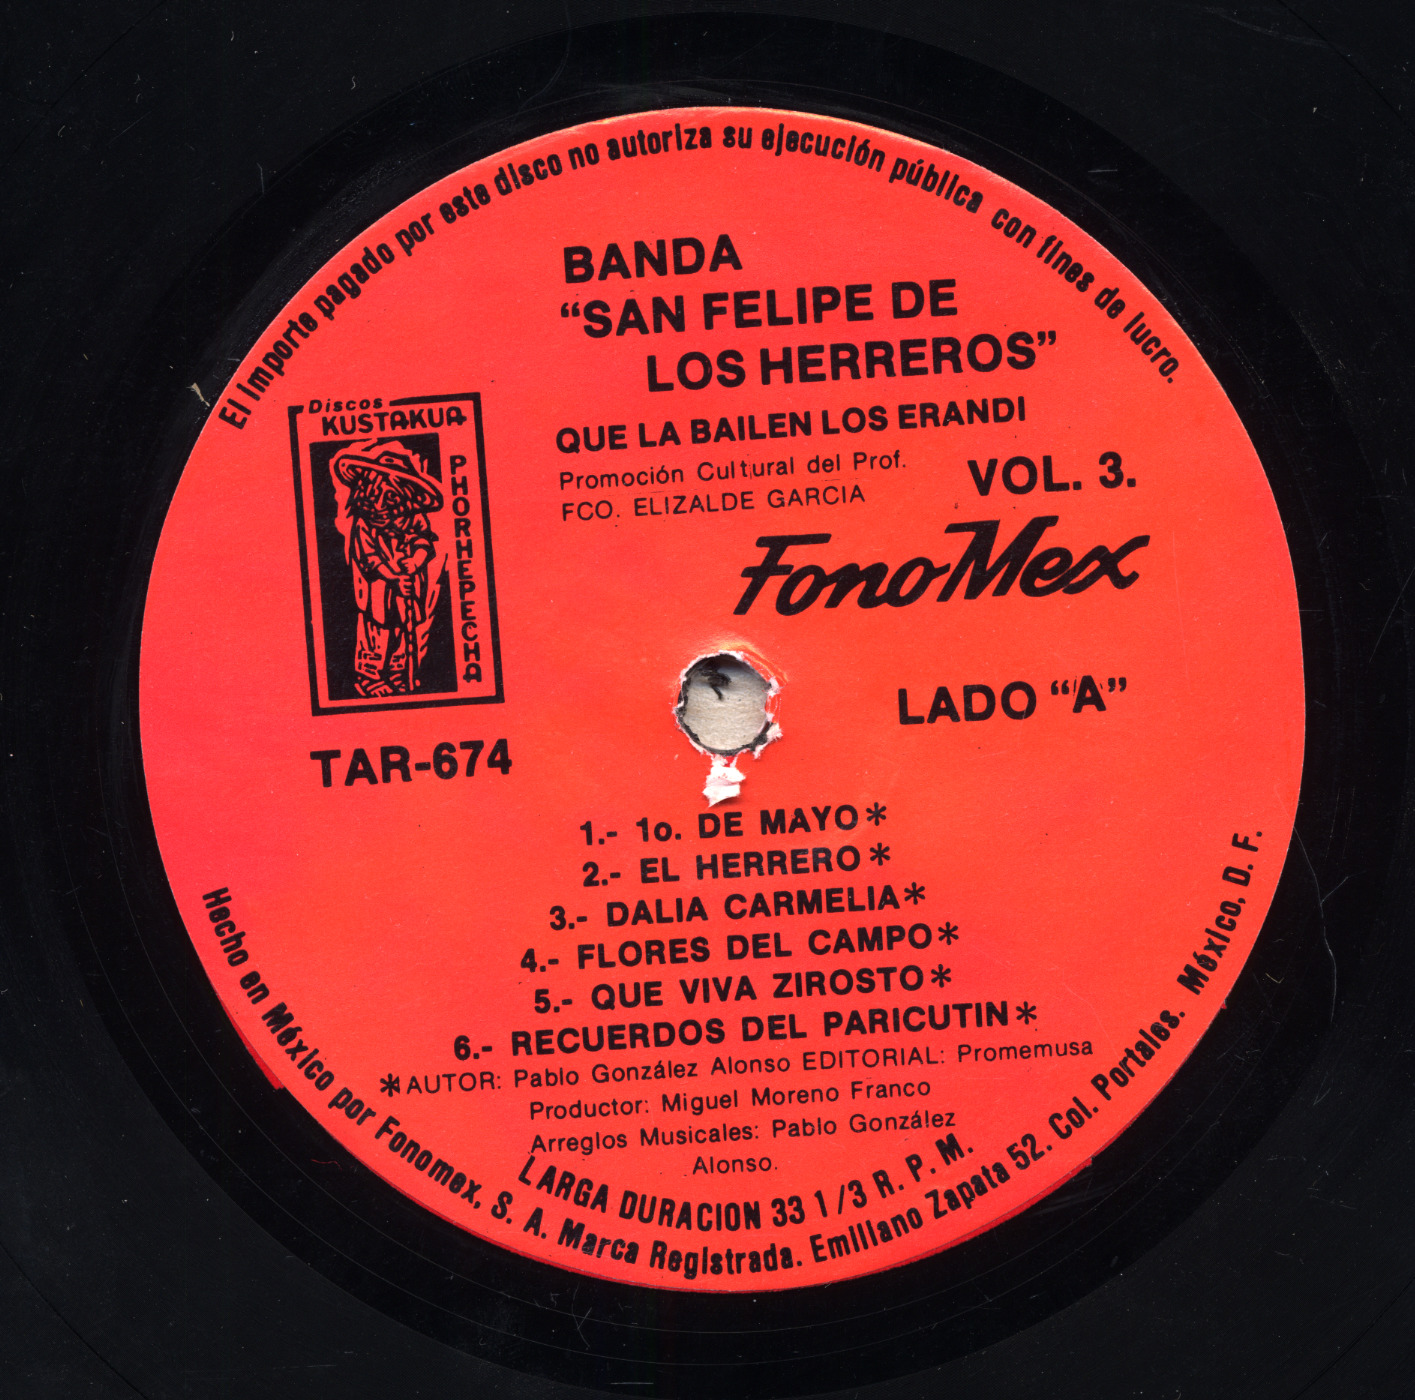 El Importe pagado por este disco no autoriza su ejecución pública con fines de lucro.
BANDA
“SAN FELIPE DE
LOS HERREROS”
QUE LA BAILEN LOS ERANDI
Promoción Cultural del Prof.
FCO. ELIZALDE GARCIA
VOL. 3.
Discos
KUSTAKUA
PHORHEPECHA
FonoMex
LADO “A”
TAR-674
1.- 1o. DE MAYO*
2.- EL HERRERO*
3.- DALIA CARMELIA*
4.- FLORES DEL CAMPO*
5.- QUE VIVA ZIROSTO*
6.- RECUERDOS DEL PARICUTIN*
*AUTOR: Pablo González Alonso EDITORIAL: Promemusa
Productor: Miguel Moreno Franco
Arreglos Musicales: Pablo González
Alonso.
LARGA DURACION 33 1/3 R. P. M.
Hecho en México por Fonomex, S. A. Marca Registrada. Emiliano Zapata 52. Col. Portales. México, D. F.